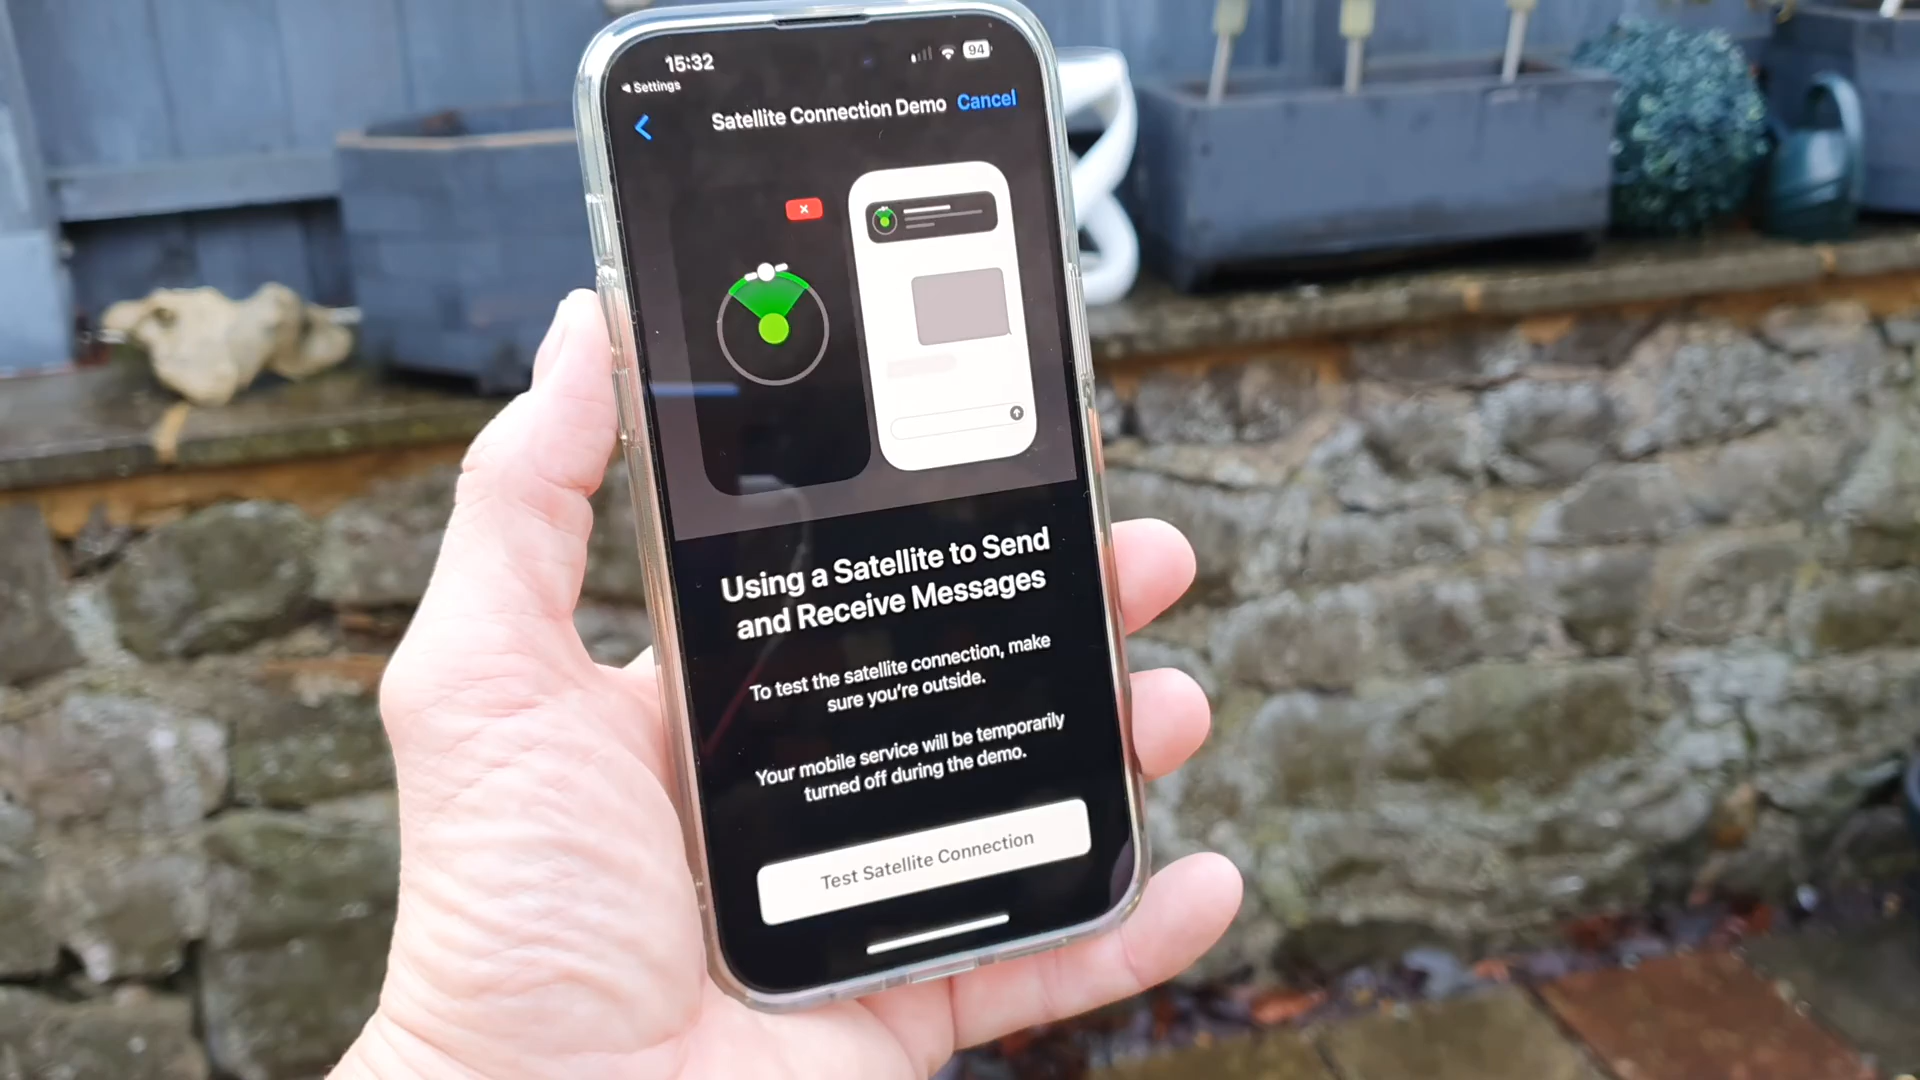 15:32
94
Settings
Satellite Connection Demo
Cancel
Using a Satellite to Send
and Receive Messages
To test the satellite connection, make
sure you're outside.
Your mobile service will be temporarily
turned off during the demo.
Test Satellite Connection